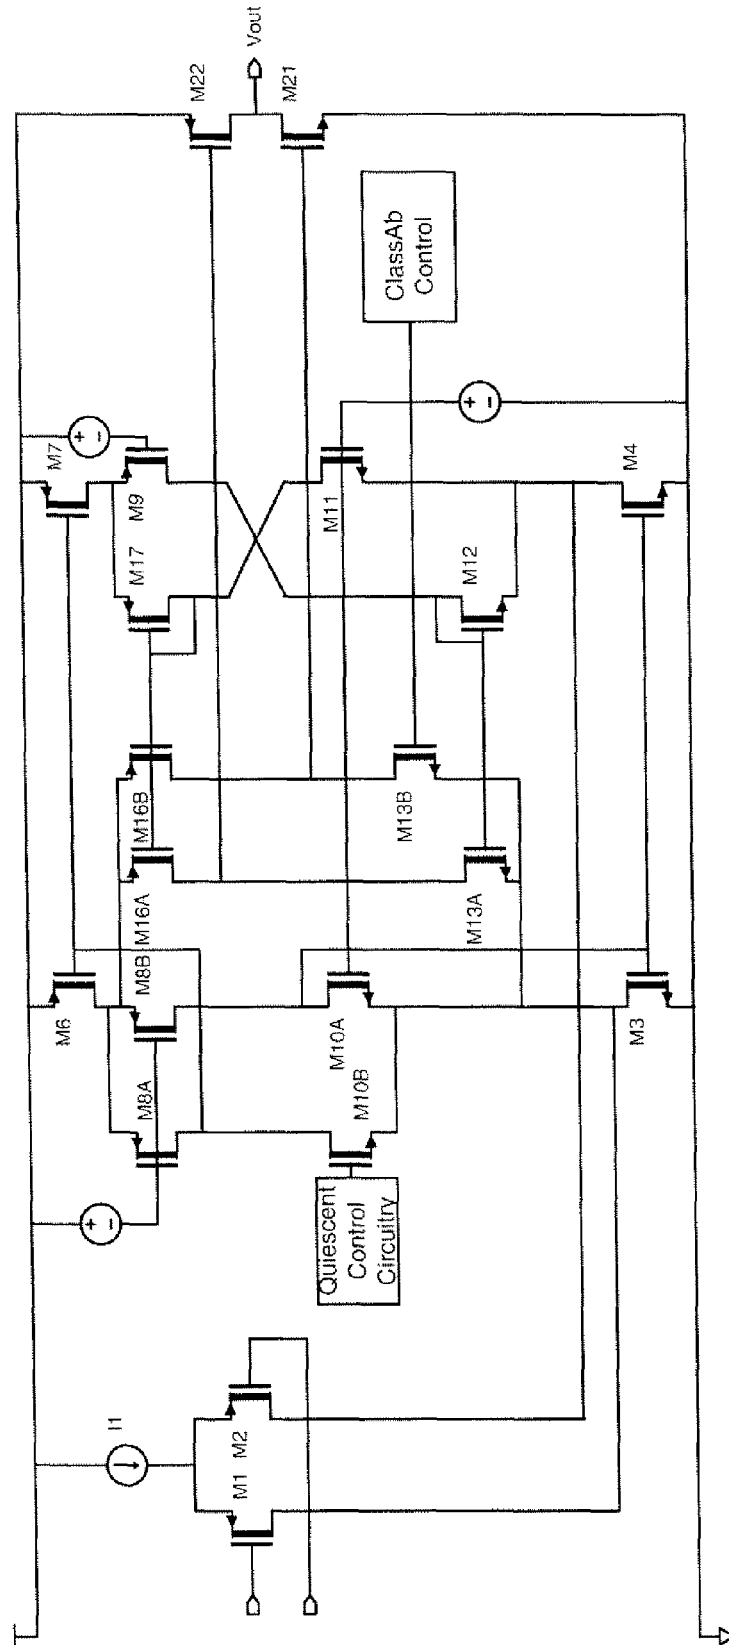 Vout
M22
M21
ClassAb
Control
M7
M9
M17
M11
M12
M4
M16B
M16A
M13B
M13A
M8B
M8A
M6
M10A
M10B
M3
Quiescent
Control
Circuitry
I1
M1
M2
+
-
+
-
+
-